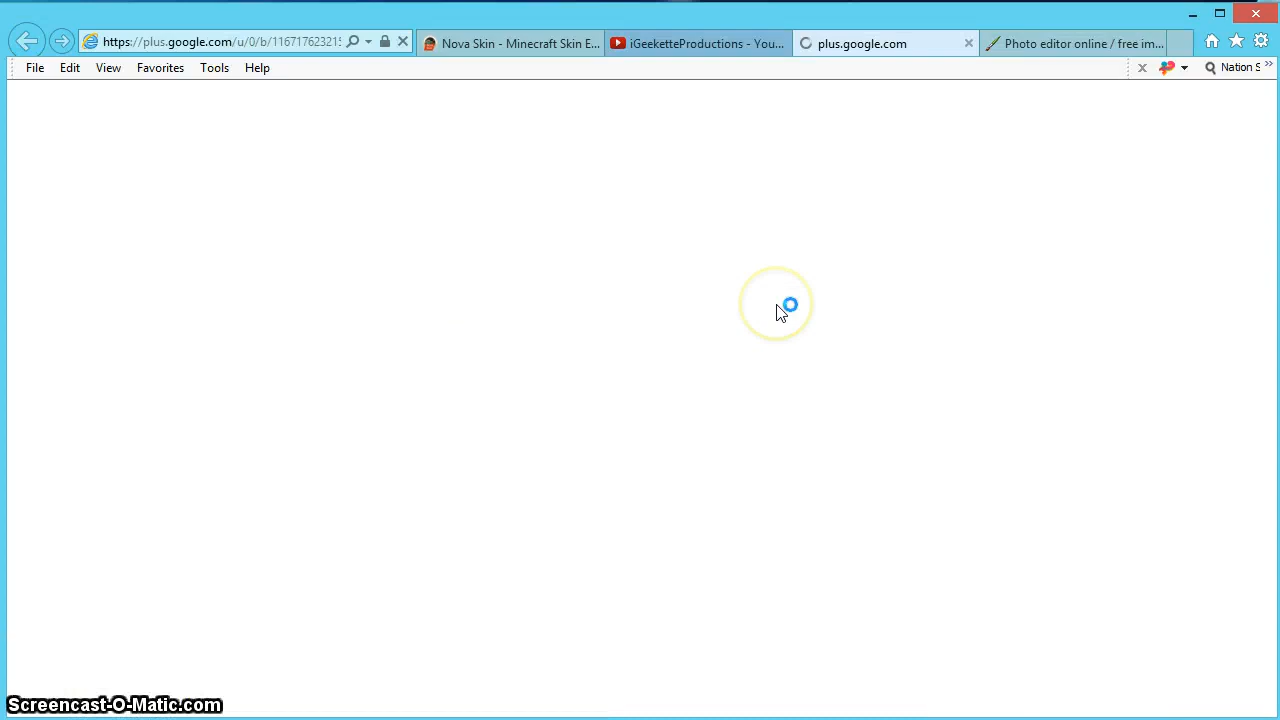 https://plus.google.com/u/0/b/11671762321
Nova Skin - Minecraft Skin E...
iGeeketteProductions - You...
plus.google.com
Photo editor online / free im...
File Edit View Favorites Tools Help
Nation S
Screencast-O-Matic.com